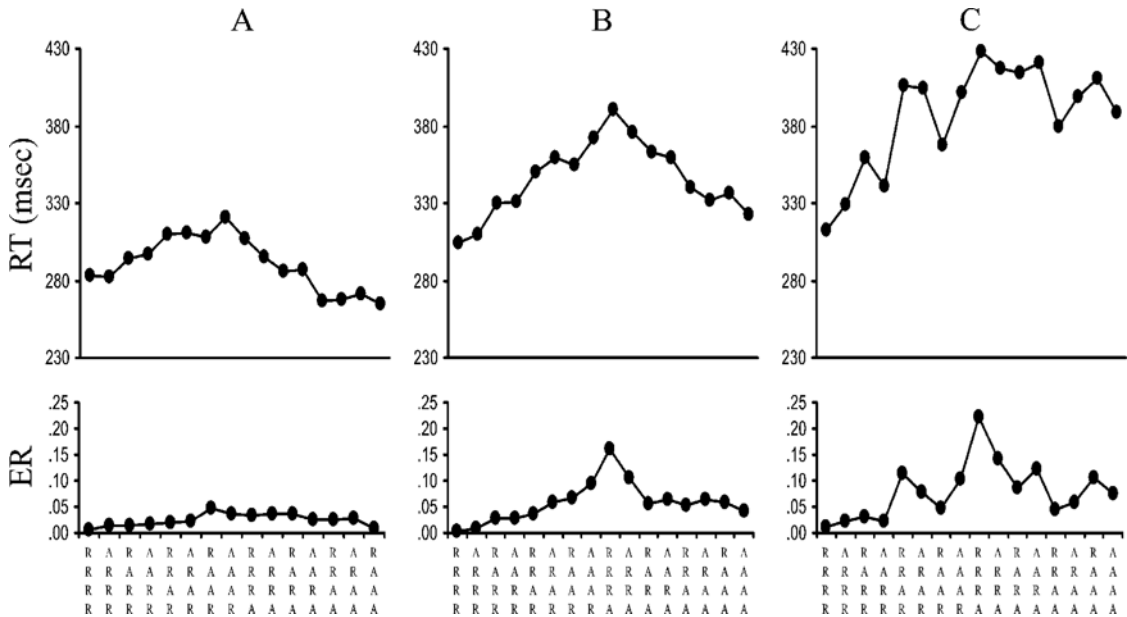 A B C
430 430 430
380 380 380
330 330 330
280 280 280
230 230 230
RT (msec)
.25 .25 .25
.20 .20 .20
.15 .15 .15
.10 .10 .10
.05 .05 .05
.00 .00 .00
ER
R A R A R A R A R A R A R A R R A R A R A R A R A R A R A R A R A R A R A R A R A R A R A R A
R R A A R R A A R R A A R R A R R A A R R A A R R A A R R A A R R A A R R A A R R A A R R A A
R R R R A A A A R R R R A A A R R R R A A A A R R R R A A A A R R R R A A A A R R R R A A A A
R R R R R R R R A A A A A A A R R R R R R R R A A A A A A A A R R R R R R R R A A A A A A A A